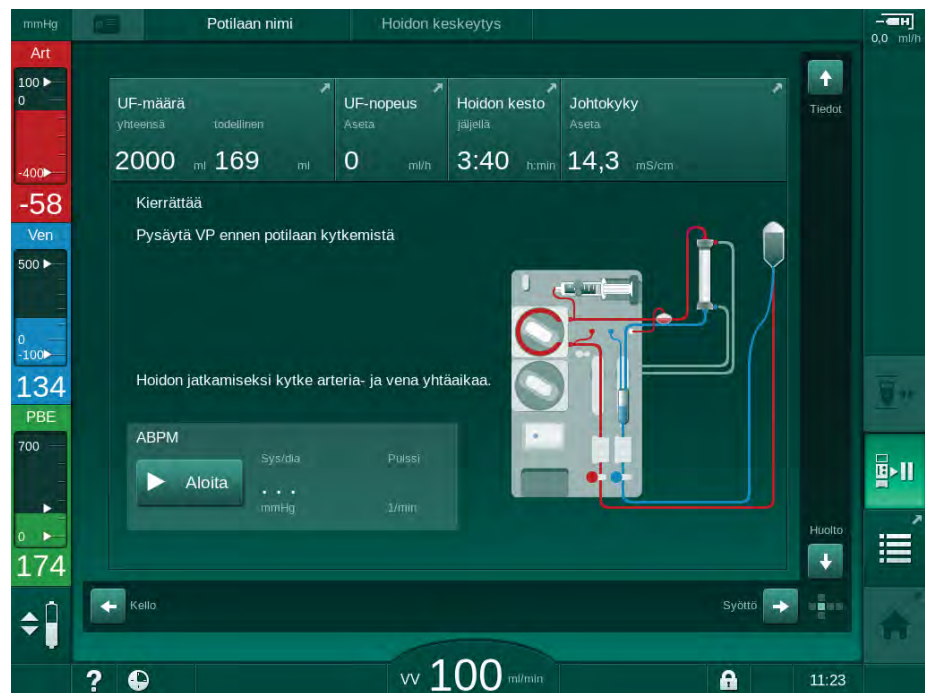 mmHg
Potilaan nimi
Hoidon keskeytys
0,0 ml/h
Art
100
0
-400
-58
Ven
500
0
-100
134
PBE
700
0
174
UF-määrä
yhteensä todellinen
2000 ml 169 ml
UF-nopeus
Aseta
0 ml/h
Hoidon kesto
jäljellä
3:40 h:min
Johtokyky
Aseta
14,3 mS/cm
Tiedot
Kierrättää
Pysäytä VP ennen potilaan kytkemistä
Hoidon jatkamiseksi kytke arteria- ja vena yhtäaikaa.
ABPM
Aloita
Sys/dia
. . .
mmHg
Pulssi
1/min
Huolto
Kello
Syöttö
?
VV 100 ml/min
11:23